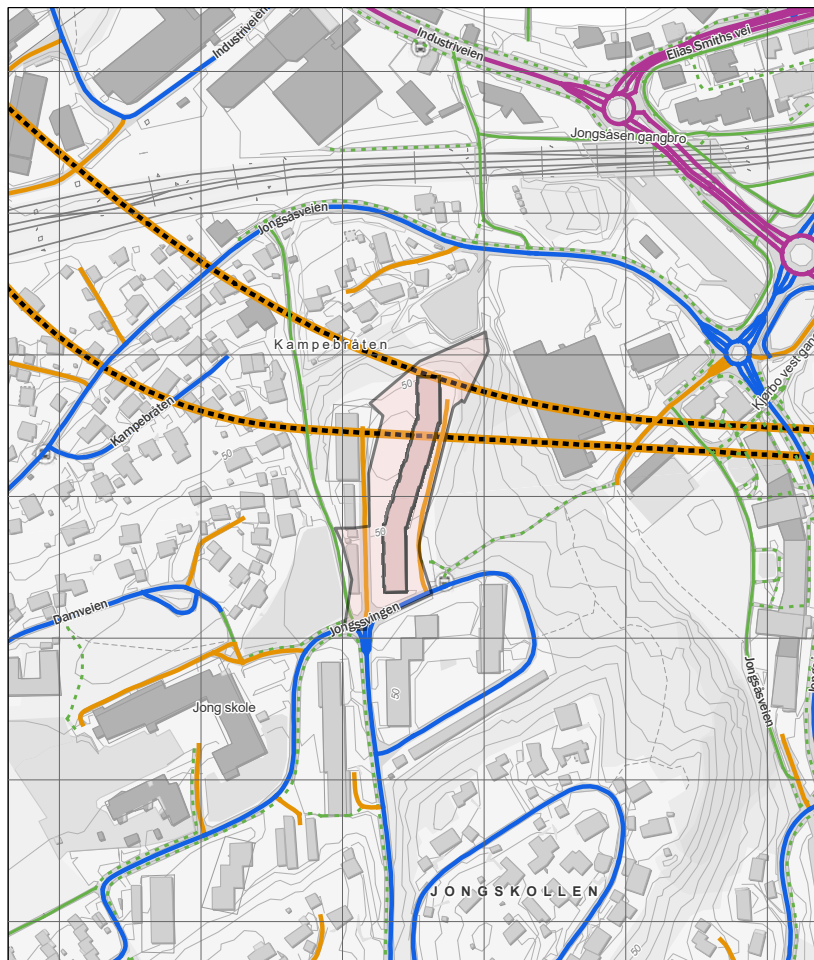 Industriveien
Industriveien
Elias Smiths vei
Jongsåsen gangbro
Jongsåsveien
Kampebråten
50
Kampebråten
Kjørbo vest gang
50
50
Damveien
Jongssvingen
Jongsåsveien
50
Jong skole
JONGSKOLLEN
50